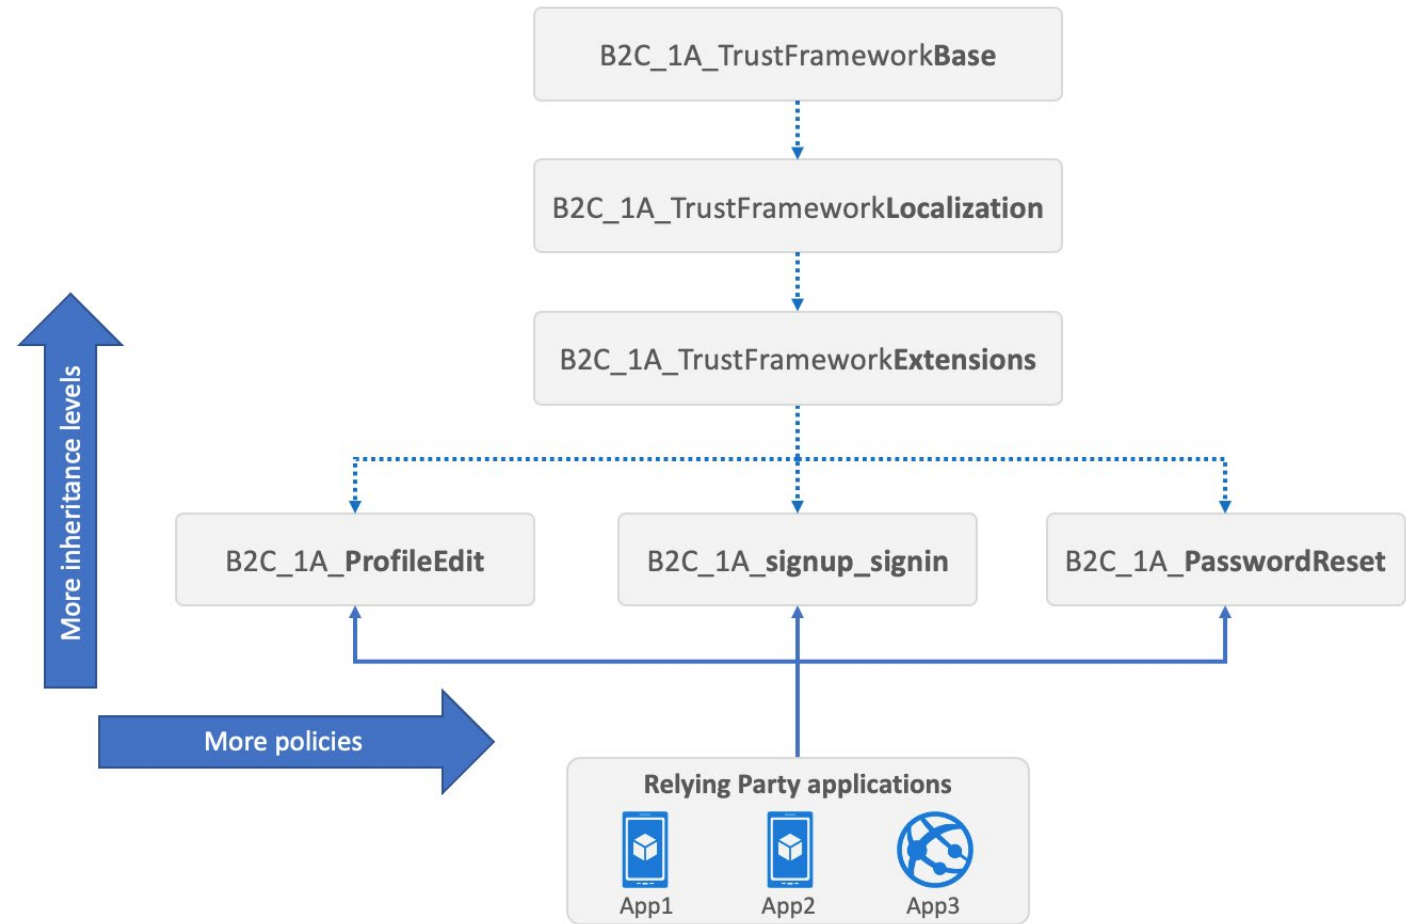 B2C_1A_TrustFrameworkBase
B2C_1A_TrustFrameworkLocalization
B2C_1A_TrustFrameworkExtensions
More inheritance levels
B2C_1A_ProfileEdit
B2C_1A_signup_signin
B2C_1A_PasswordReset
More policies
Relying Party applications
App1
App2
App3